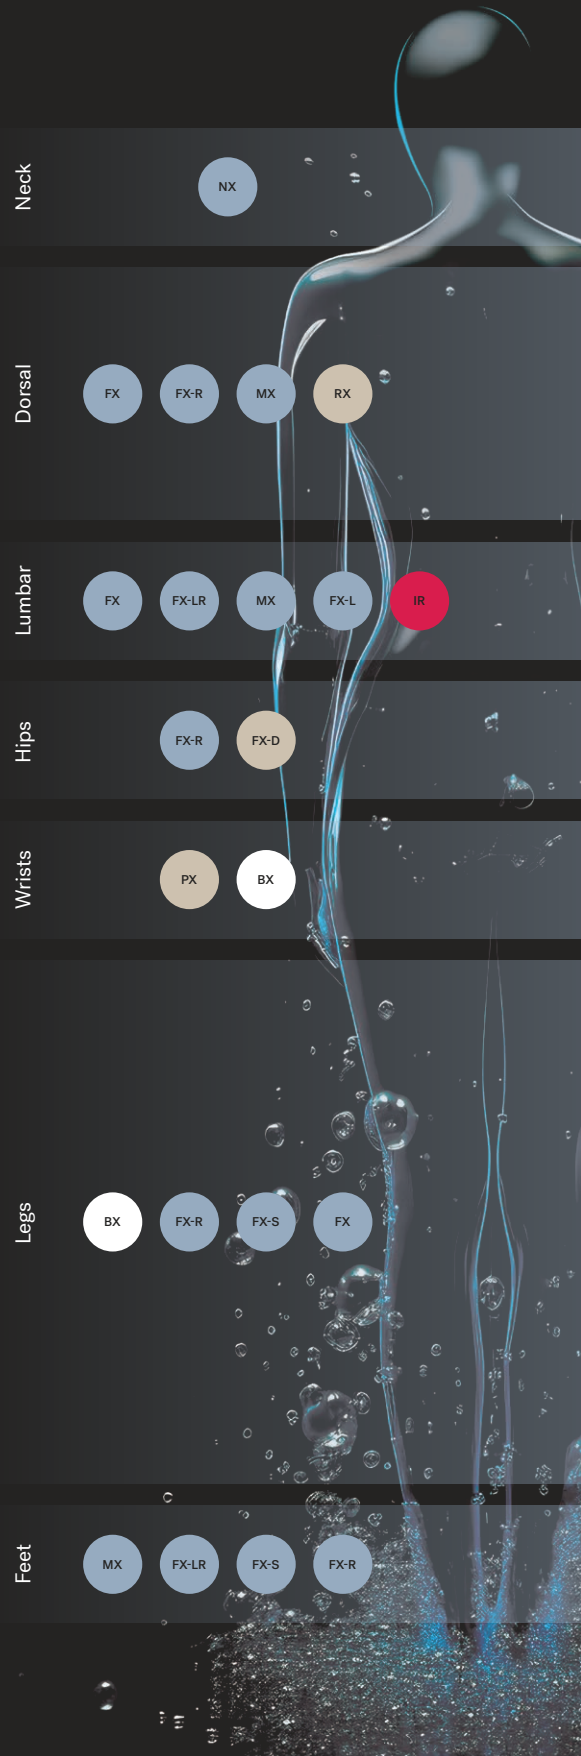 Neck
NX
Dorsal
FX FX-R MX RX
Lumbar
FX FX-LR MX FX-L IR
Hips
FX-R FX-D
Wrists
PX BX
Legs
BX FX-R FX-S FX
Feet
MX FX-LR FX-S FX-R